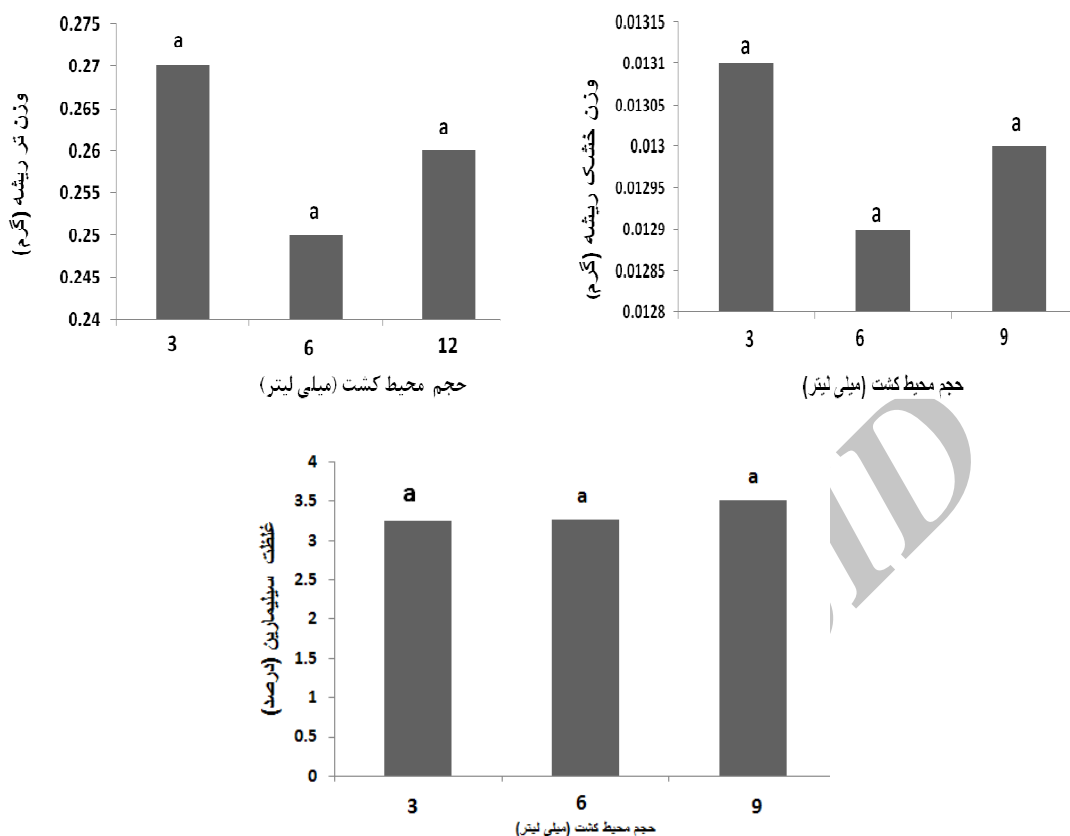 وزن تر ریشه (گرم)
0.275
0.27
0.265
0.26
0.255
0.25
0.245
0.24
a
a
a
3
6
12
حجم محیط کشت (میلی لیتر)
وزن خشک ریشه (گرم)
0.01315
0.0131
0.01305
0.013
0.01295
0.0129
0.01285
0.0128
a
a
a
3
6
9
حجم محیط کشت (میلی لیتر)
غلظت سیلیمارین (درصد)
4
3.5
3
2.5
2
1.5
1
0.5
0
a
a
a
3
6
9
حجم محیط کشت (میلی لیتر)